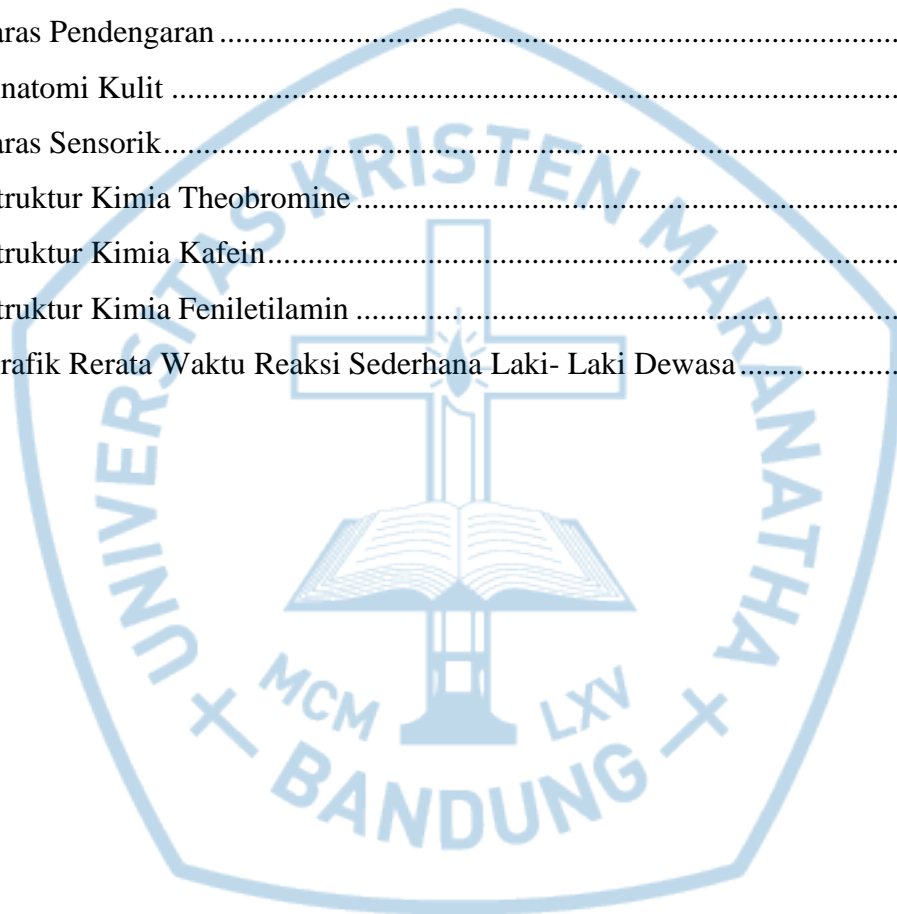 aras Pendengaran ........................................................................................
natomi Kulit ..............................................................................................
aras Sensorik..............................................................................................
truktur Kimia Theobromine ......................................................................
truktur Kimia Kafein.................................................................................
truktur Kimia Feniletilamin ......................................................................
rafik Rerata Waktu Reaksi Sederhana Laki- Laki Dewasa....................
UNIVERSITAS KRISTEN MARANATHA
MCM LXV
BANDUNG